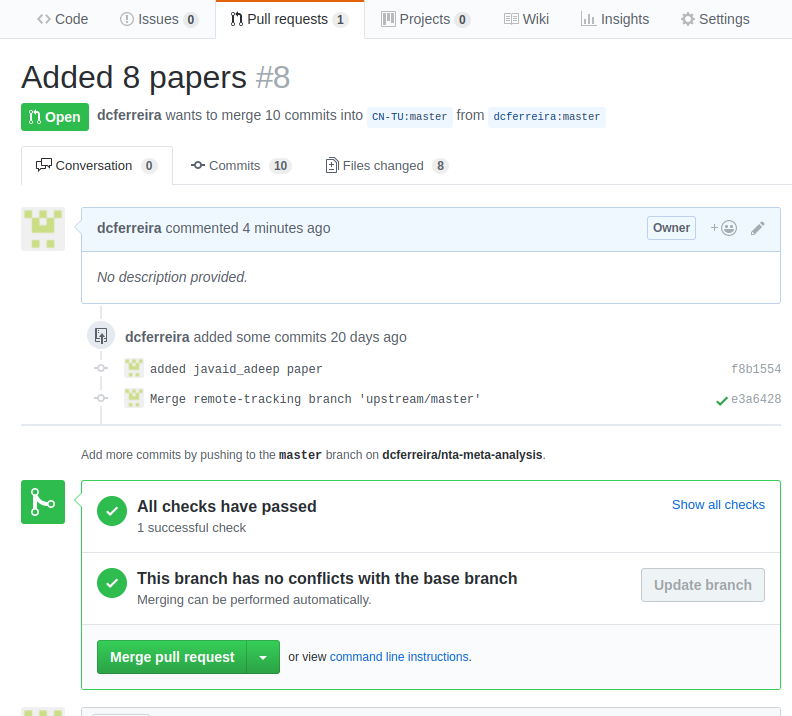 Code Issues 0 Pull requests 1 Projects 0 Wiki Insights Settings
Added 8 papers #8
Open dcferreira wants to merge 10 commits into CN-TU:master from dcferreira:master
Conversation 0 Commits 10 Files changed 8
dcferreira commented 4 minutes ago Owner +
No description provided.
dcferreira added some commits 20 days ago
added javaid_adeep paper f8b1554
Merge remote-tracking branch 'upstream/master' e3a6428
Add more commits by pushing to the master branch on dcferreira/nta-meta-analysis.
All checks have passed Show all checks
1 successful check
This branch has no conflicts with the base branch Update branch
Merging can be performed automatically.
Merge pull request or view command line instructions.